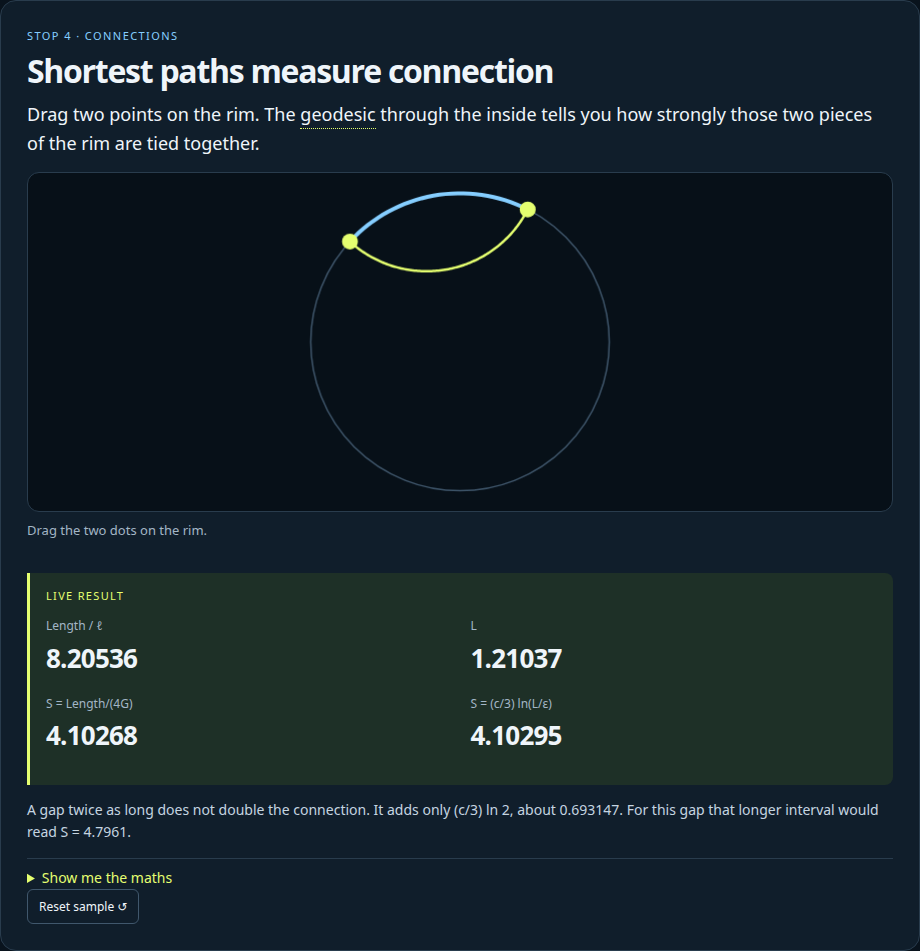 STOP 4 · CONNECTIONS
Shortest paths measure connection
Drag two points on the rim. The geodesic through the inside tells you how strongly those two pieces
of the rim are tied together.
Drag the two dots on the rim.
LIVE RESULT
Length / ℓ
L
8.20536
1.21037
S = Length/(4G)
S = (c/3) ln(L/ε)
4.10268
4.10295
A gap twice as long does not double the connection. It adds only (c/3) ln 2, about 0.693147. For this gap that longer interval would
read S = 4.7961.
▶ Show me the maths
Reset sample ↺